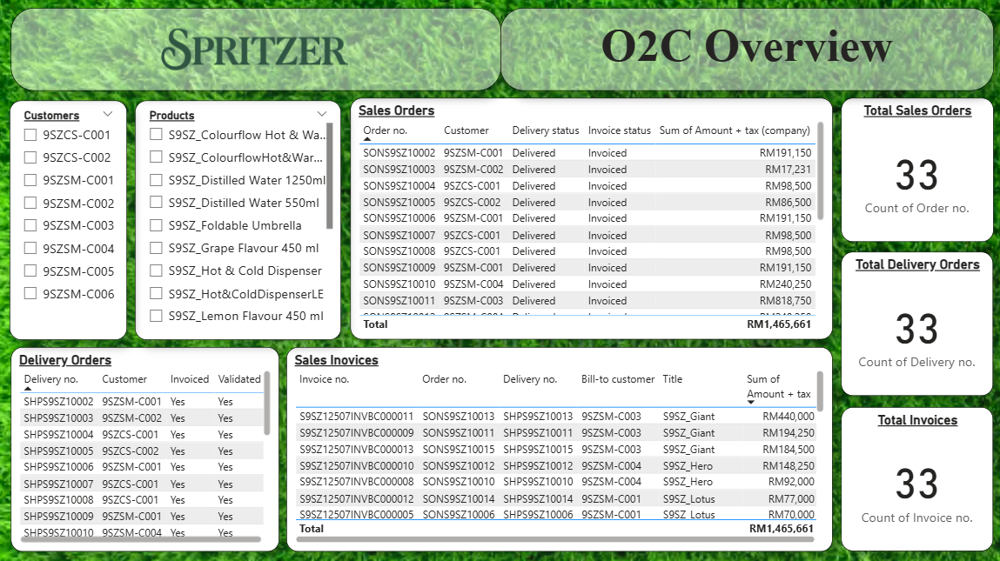 SPRITZER
O2C Overview
Customers
9SZCS-C001
9SZCS-C002
9SZSM-C001
9SZSM-C002
9SZSM-C003
9SZSM-C004
9SZSM-C005
9SZSM-C006
Products
S9SZ_Colourflow Hot & Wa...
S9SZ_ColourflowHot&War...
S9SZ_Distilled Water 1250ml
S9SZ_Distilled Water 550ml
S9SZ_Foldable Umbrella
S9SZ_Grape Flavour 450 ml
S9SZ_Hot & Cold Dispenser
S9SZ_Hot&ColdDispenserLE
S9SZ_Lemon Flavour 450 ml
Sales Orders
Order no. Customer Delivery status Invoice status Sum of Amount + tax (company)
SONS9SZ10002 9SZSM-C001 Delivered Invoiced RM191,150
SONS9SZ10003 9SZSM-C002 Delivered Invoiced RM17,231
SONS9SZ10004 9SZCS-C001 Delivered Invoiced RM98,500
SONS9SZ10005 9SZCS-C002 Delivered Invoiced RM86,500
SONS9SZ10006 9SZSM-C001 Delivered Invoiced RM191,150
SONS9SZ10007 9SZCS-C001 Delivered Invoiced RM98,500
SONS9SZ10008 9SZCS-C001 Delivered Invoiced RM98,500
SONS9SZ10009 9SZSM-C001 Delivered Invoiced RM191,150
SONS9SZ10010 9SZSM-C004 Delivered Invoiced RM240,250
SONS9SZ10011 9SZSM-C003 Delivered Invoiced RM818,750
Total RM1,465,661
Total Sales Orders
33
Count of Order no.
Total Delivery Orders
33
Count of Delivery no.
Delivery Orders
Delivery no. Customer Invoiced Validated
SHPS9SZ10002 9SZSM-C001 Yes Yes
SHPS9SZ10003 9SZSM-C002 Yes Yes
SHPS9SZ10004 9SZCS-C001 Yes Yes
SHPS9SZ10005 9SZCS-C002 Yes Yes
SHPS9SZ10006 9SZSM-C001 Yes Yes
SHPS9SZ10007 9SZCS-C001 Yes Yes
SHPS9SZ10008 9SZCS-C001 Yes Yes
SHPS9SZ10009 9SZSM-C001 Yes Yes
SHPS9SZ10010 9SZSM-C004 Yes Yes
Sales Inovices
Invoice no. Order no. Delivery no. Bill-to customer Title Sum of
Amount + tax
S9SZ12507INVBC000011 SONS9SZ10013 SHPS9SZ10013 9SZSM-C003 S9SZ_Giant RM440,000
S9SZ12507INVBC000009 SONS9SZ10011 SHPS9SZ10011 9SZSM-C003 S9SZ_Giant RM194,250
S9SZ12507INVBC000013 SONS9SZ10015 SHPS9SZ10015 9SZSM-C003 S9SZ_Giant RM184,500
S9SZ12507INVBC000010 SONS9SZ10012 SHPS9SZ10012 9SZSM-C004 S9SZ_Hero RM148,250
S9SZ12507INVBC000008 SONS9SZ10010 SHPS9SZ10010 9SZSM-C004 S9SZ_Hero RM92,000
S9SZ12507INVBC000012 SONS9SZ10014 SHPS9SZ10014 9SZSM-C001 S9SZ_Lotus RM77,000
S9SZ12507INVBC000005 SONS9SZ10006 SHPS9SZ10006 9SZSM-C001 S9SZ_Lotus RM70,000
Total RM1,465,661
Total Invoices
33
Count of Invoice no.